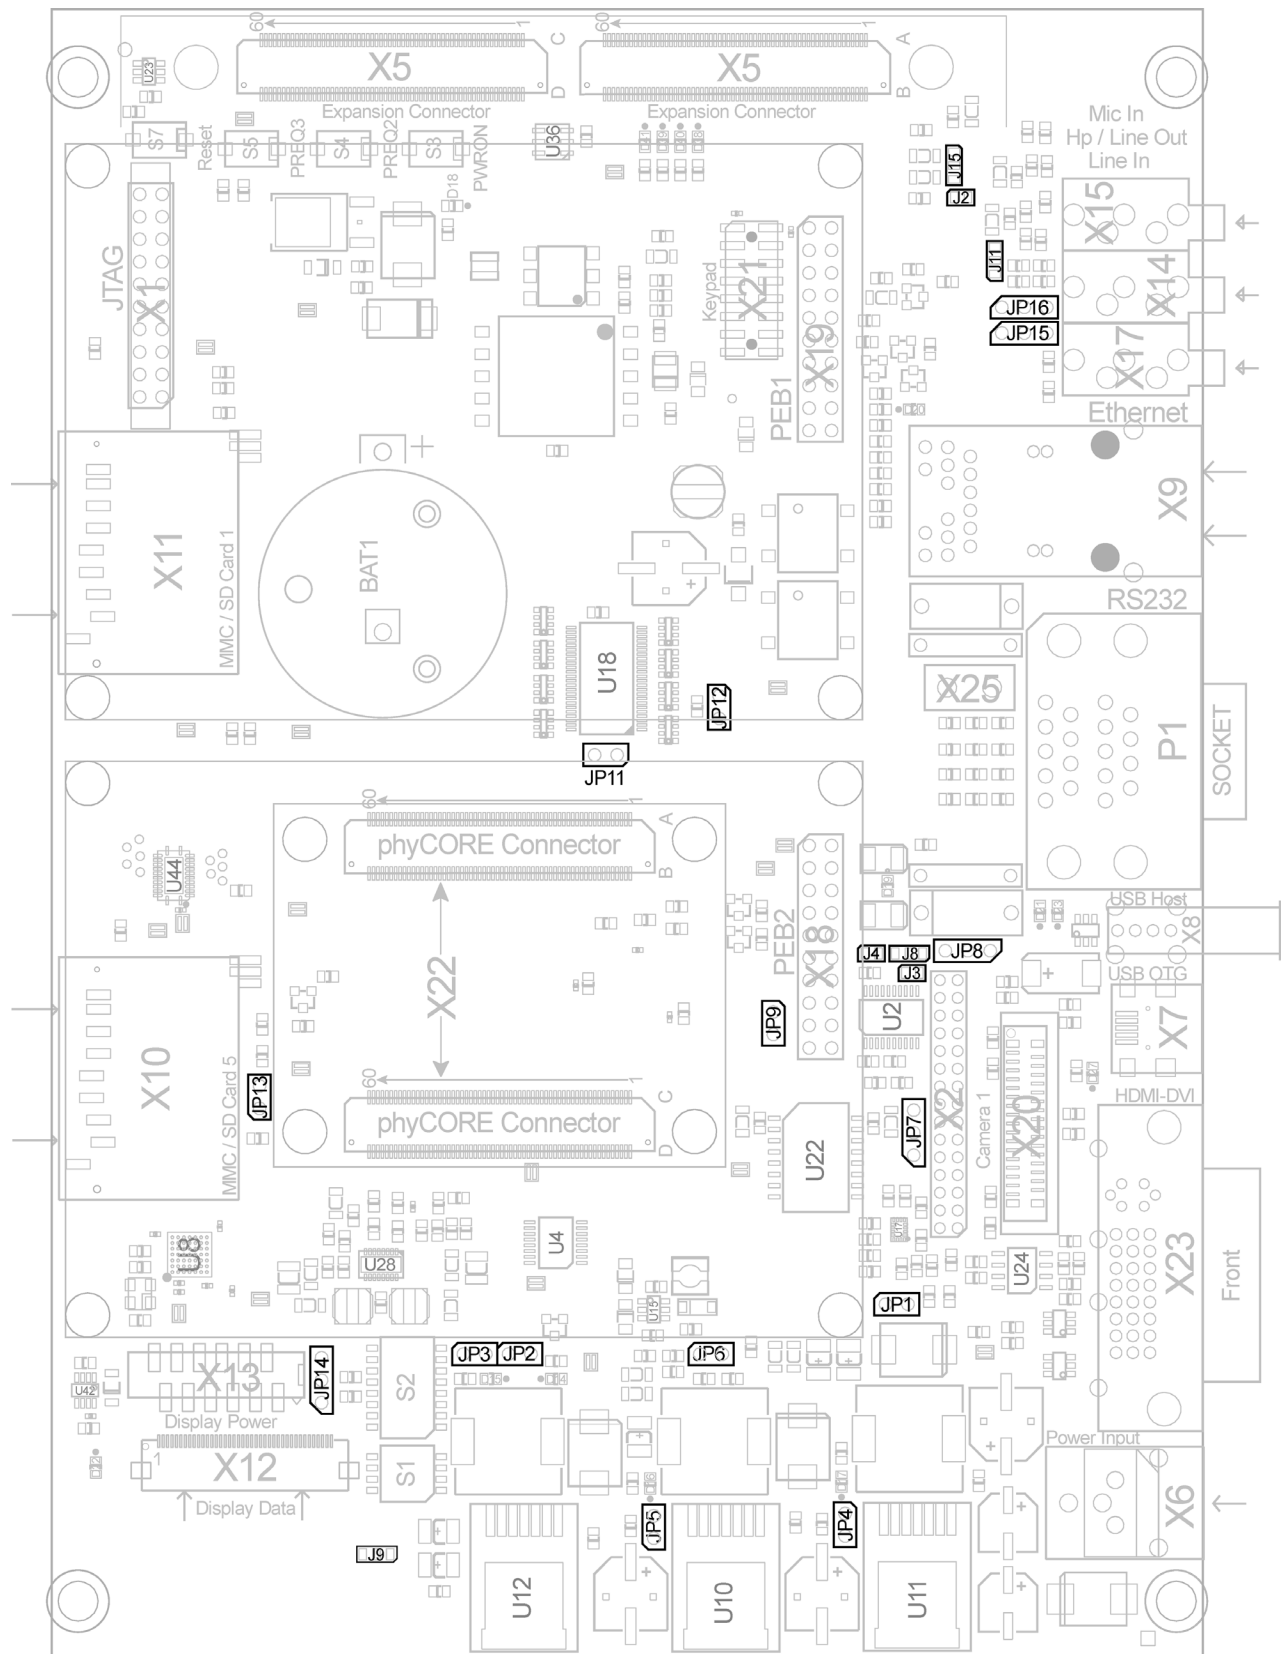 60
1
C
60
1
A
X5
X5
U23
D
B
Expansion Connector
Expansion Connector
Mic In
Hp / Line Out
Line In
S7
Reset
S5
PREQ3
S4
PREQ2
S3
PWRON
U36
D18
J15
J2
X15
JTAG
X1
Keypad
X21
X19
PEB1
J11
X14
JP16
JP15
X17
Ethernet
X9
X11
MMC / SD Card 1
BAT1
+
U18
JP12
+
RS232
X25
P1
SOCKET
JP11
60
1
A
phyCORE Connector
B
U44
X22
PEB2
X18
USB Host
X8
J4
J8
JP8
J3
+
USB OTG
X7
U2
JP9
X10
MMC / SD Card 5
JP13
60
1
C
phyCORE Connector
D
HDMI-DVI
X2
Camera 1
X20
JP7
U22
U17
U8
U28
U4
U15
U24
X23
Front
JP1
JP3
JP2
JP6
X13
JP14
S2
U42
Display Power
1
X12
S1
Display Data
Power Input
X6
JP5
JP4
J9
U12
U10
U11
+
+
+
+
+